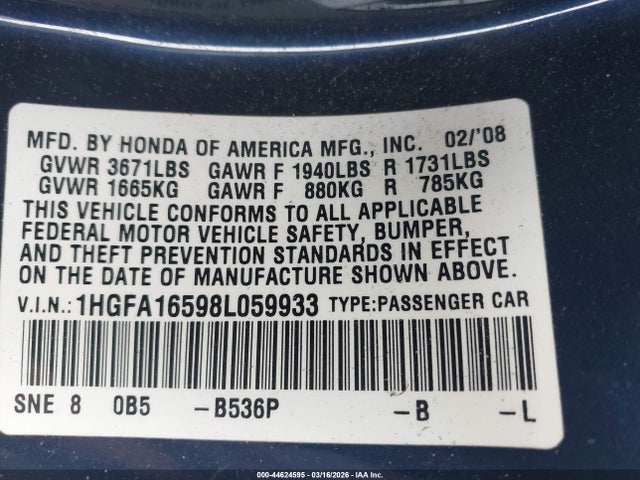 MFD. BY HONDA OF AMERICA MFG., INC. 02/'08
GVWR 3671LBS GAWR F 1940LBS R 1731LBS
GVWR 1665KG GAWR F 880KG R 785KG
THIS VEHICLE CONFORMS TO ALL APPLICABLE
FEDERAL MOTOR VEHICLE SAFETY, BUMPER,
AND THEFT PREVENTION STANDARDS IN EFFECT
ON THE DATE OF MANUFACTURE SHOWN ABOVE.
V.I.N.: 1HGFA16598L059933 TYPE:PASSENGER CAR
SNE 8 0B5 -B536P -B -L
000-44624595 - 03/16/2026 - IAA Inc.